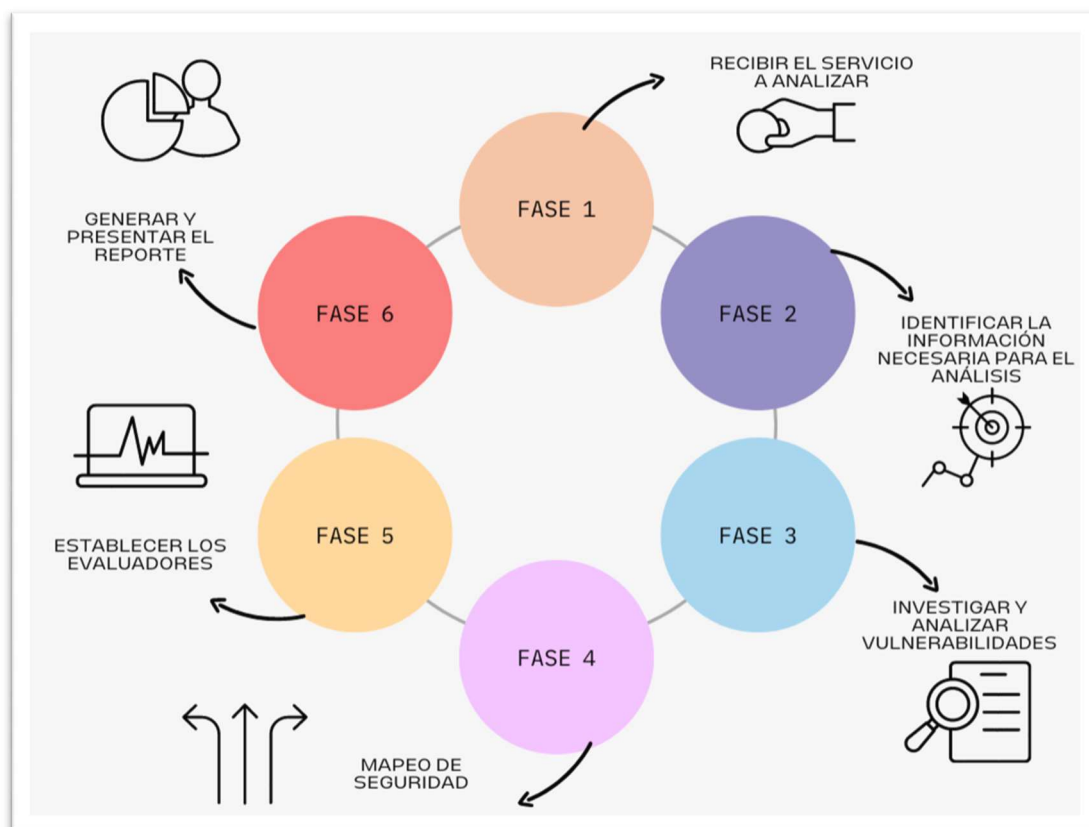 RECIBIR EL SERVICIO
A ANALIZAR
FASE 1
GENERAR Y
PRESENTAR EL
REPORTE
FASE 6
FASE 2
IDENTIFICAR LA
INFORMACIÓN
NECESARIA PARA EL
ANÁLISIS
ESTABLECER LOS
EVALUADORES
FASE 5
FASE 3
INVESTIGAR Y
ANALIZAR
VULNERABILIDADES
FASE 4
MAPEO DE
SEGURIDAD